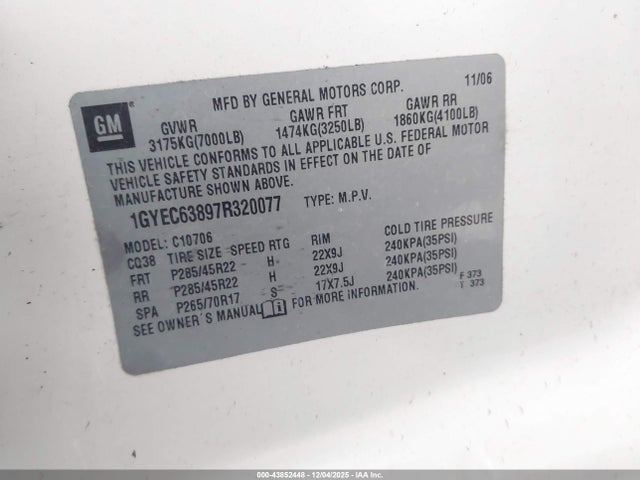 GM
MFD BY GENERAL MOTORS CORP. 11/06
GVWR GAWR FRT GAWR RR
3175KG(7000LB) 1474KG(3250LB) 1860KG(4100LB)
THIS VEHICLE CONFORMS TO ALL APPLICABLE U.S. FEDERAL MOTOR
VEHICLE SAFETY STANDARDS IN EFFECT ON THE DATE OF
MANUFACTURE SHOWN ABOVE.
1GYEC63897R320077 TYPE: M.P.V.
MODEL: C10706
CQ38 TIRE SIZE SPEED RTG RIM COLD TIRE PRESSURE
FRT P285/45R22 H 22X9J 240KPA(35PSI)
RR P285/45R22 H 22X9J 240KPA(35PSI)
SPA P265/70R17 S 17X7.5J 240KPA(35PSI)
SEE OWNER'S MANUAL FOR MORE INFORMATION. F 373
T 373
000-43852448 - 12/04/2025 - IAA, Inc.